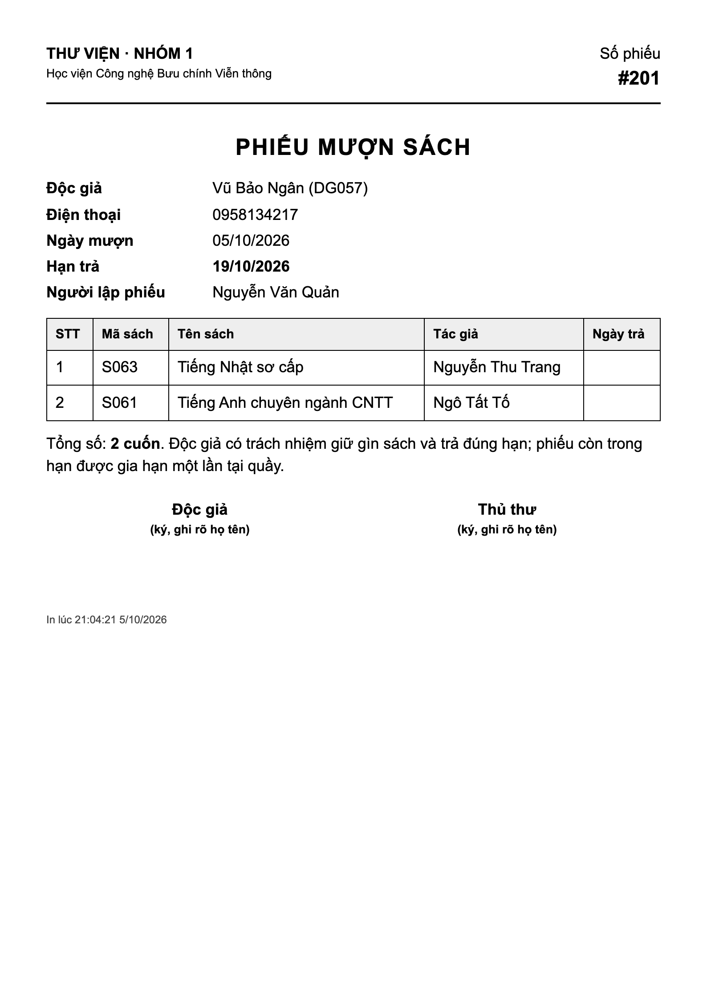 THƯ VIỆN · NHÓM 1
Học viện Công nghệ Bưu chính Viễn thông
Số phiếu
#201
PHIẾU MƯỢN SÁCH
Độc giả Vũ Bảo Ngân (DG057)
Điện thoại 0958134217
Ngày mượn 05/10/2026
Hạn trả 19/10/2026
Người lập phiếu Nguyễn Văn Quản
STT Mã sách Tên sách Tác giả Ngày trả
1 S063 Tiếng Nhật sơ cấp Nguyễn Thu Trang
2 S061 Tiếng Anh chuyên ngành CNTT Ngô Tất Tố
Tổng số: 2 cuốn. Độc giả có trách nhiệm giữ gìn sách và trả đúng hạn; phiếu còn trong
hạn được gia hạn một lần tại quầy.
Độc giả Thủ thư
(ký, ghi rõ họ tên) (ký, ghi rõ họ tên)
In lúc 21:04:21 5/10/2026